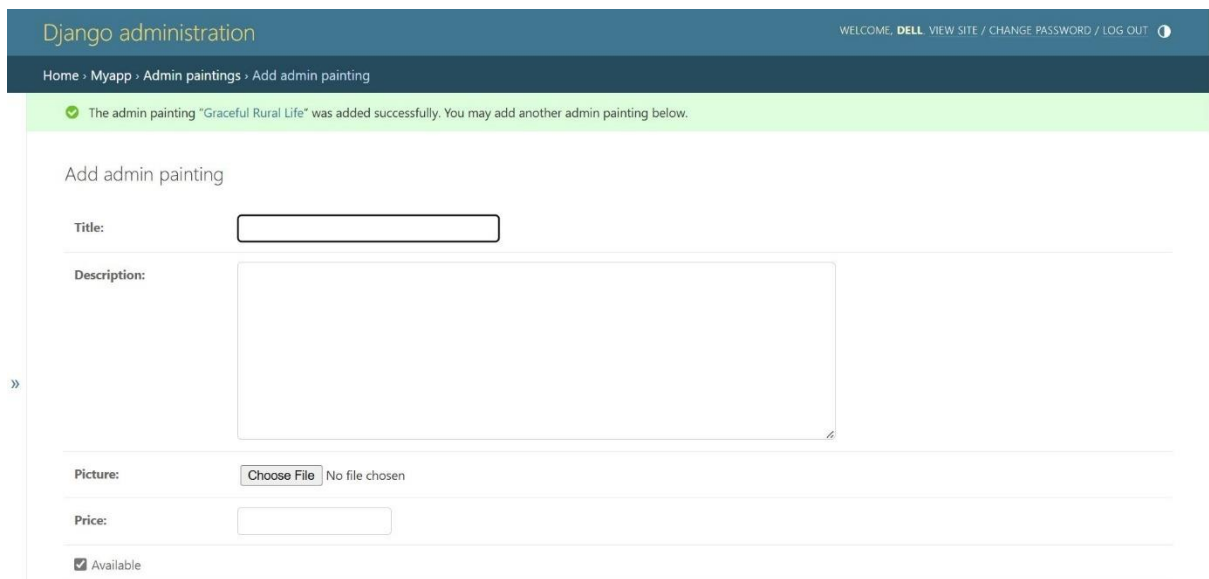 Django administration
WELCOME, DELL. VIEW SITE / CHANGE PASSWORD / LOG OUT
Home › Myapp › Admin paintings › Add admin painting
The admin painting “Graceful Rural Life” was added successfully. You may add another admin painting below.
Add admin painting
Title:
Description:
»
Picture: Choose File No file chosen
Price:
Available